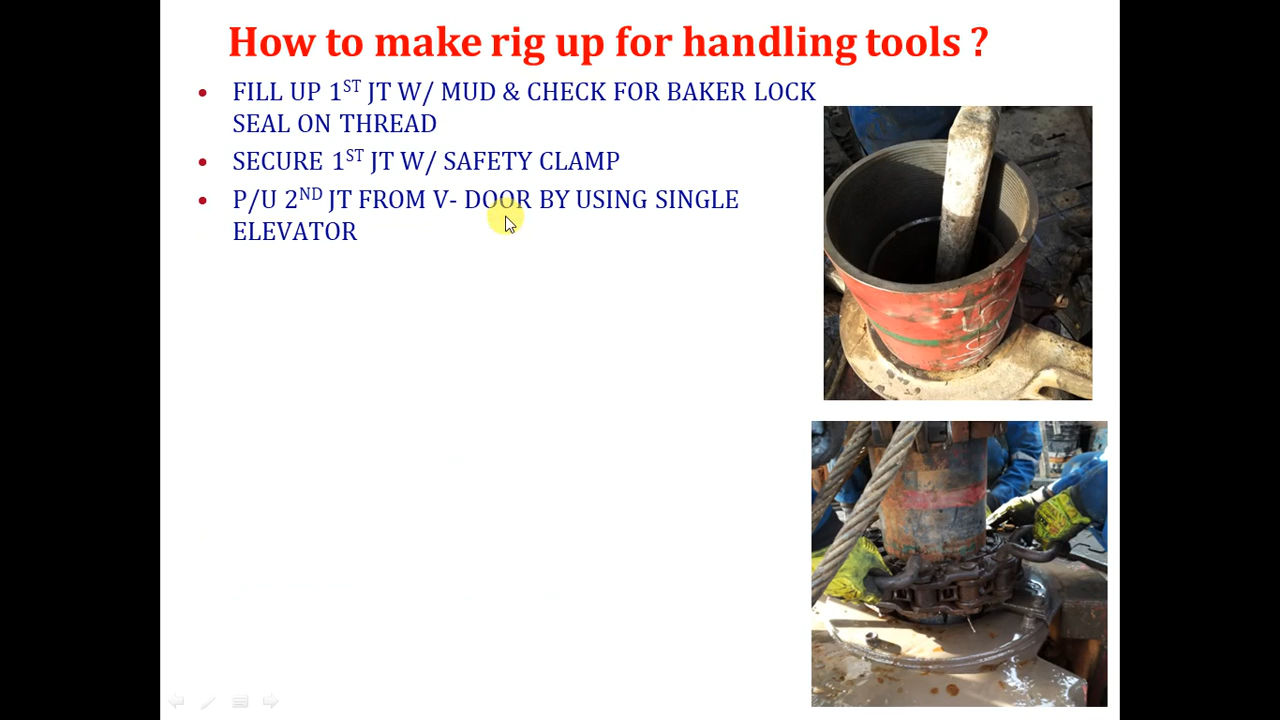 How to make rig up for handling tools ?
• FILL UP 1ST JT W/ MUD & CHECK FOR BAKER LOCK
SEAL ON THREAD
• SECURE 1ST JT W/ SAFETY CLAMP
• P/U 2ND JT FROM V- DOOR BY USING SINGLE
ELEVATOR